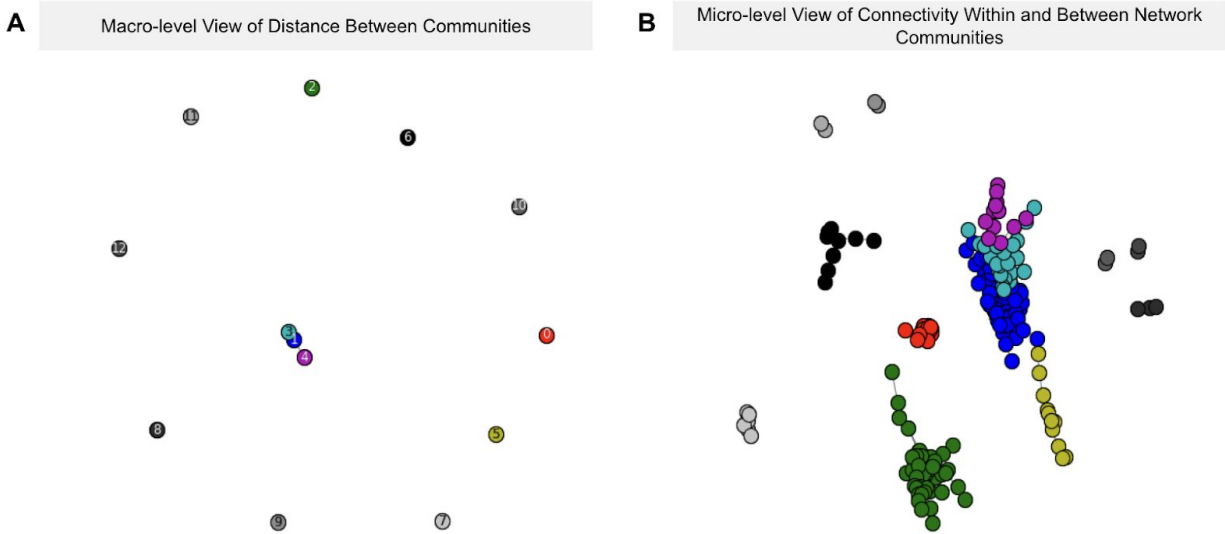 A
Macro-level View of Distance Between Communities
B
Micro-level View of Connectivity Within and Between Network
Communities
2
11
6
10
12
3
1
0
4
8
5
9
7